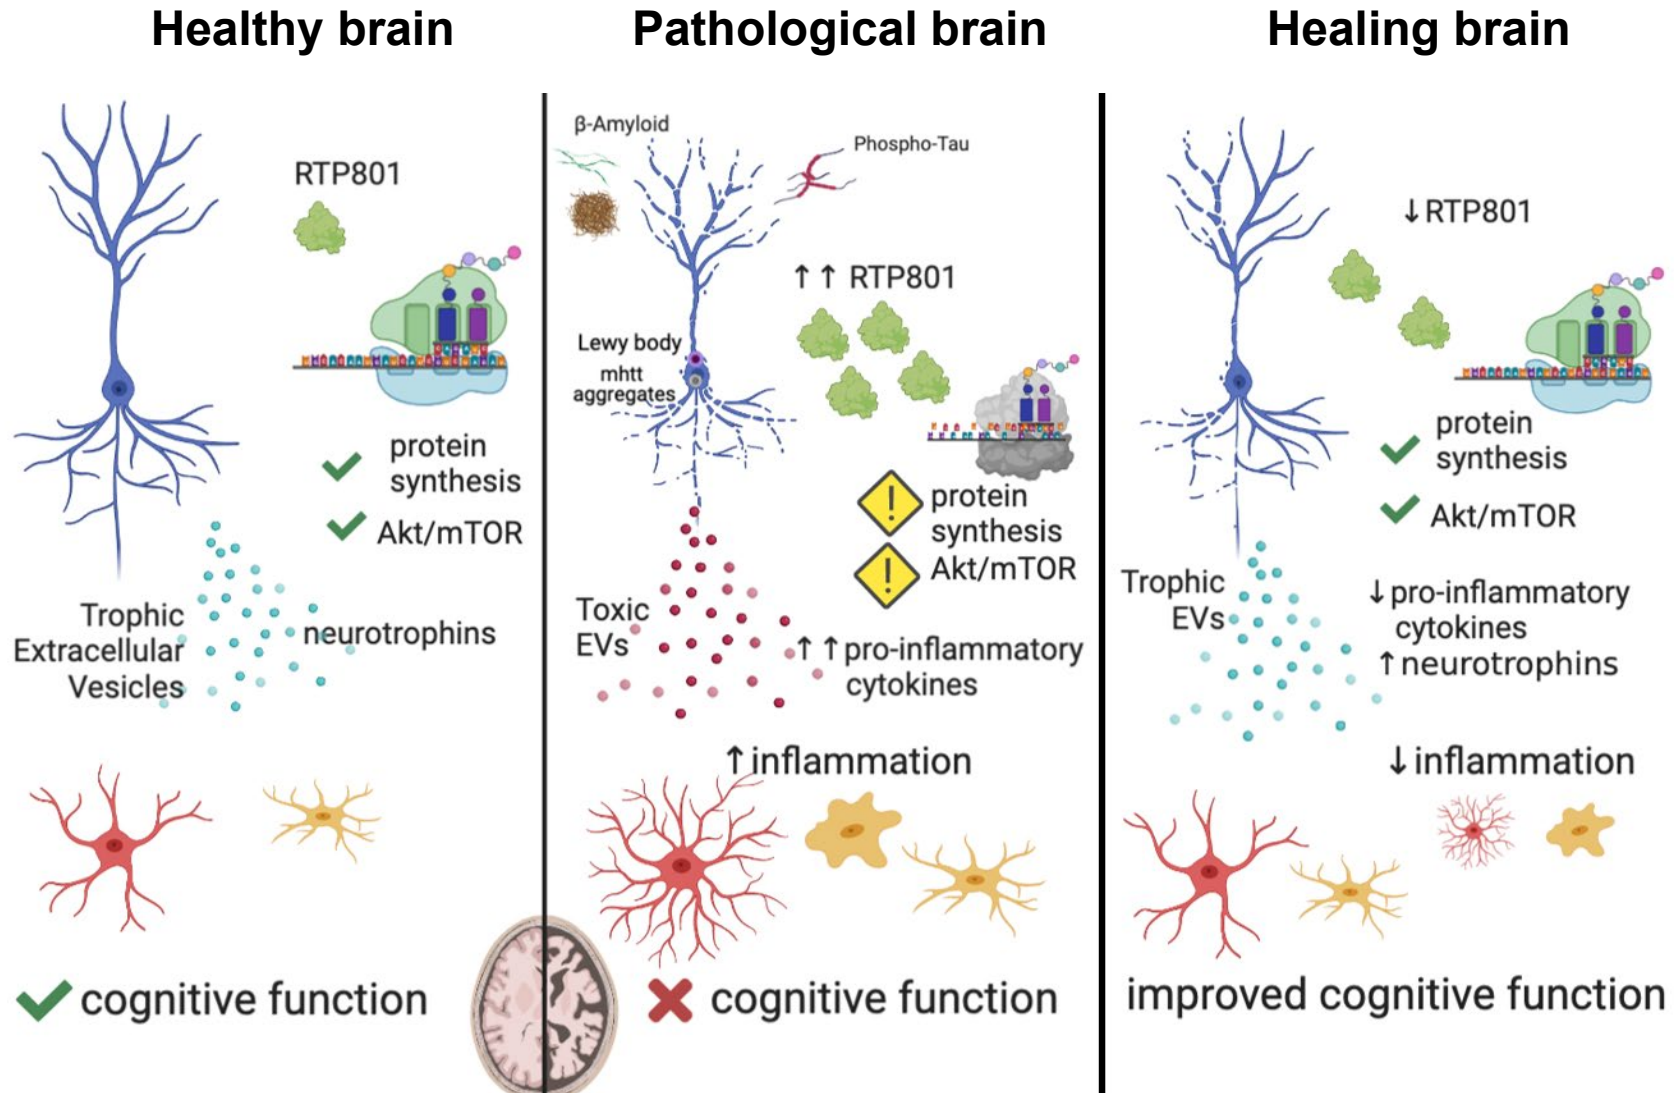 Healthy brain
RTP801
protein
synthesis
Akt/mTOR
Trophic
Extracellular
Vesicles
neurotrophins
cognitive function
Pathological brain
β-Amyloid
Phospho-Tau
↑↑ RTP801
Lewy body
mhtt
aggregates
protein
synthesis
Akt/mTOR
Toxic
EVs
↑↑pro-inflammatory
cytokines
↑inflammation
cognitive function
Healing brain
↓RTP801
protein
synthesis
Akt/mTOR
Trophic
EVs
↓pro-inflammatory
cytokines
↑neurotrophins
↓inflammation
improved cognitive function